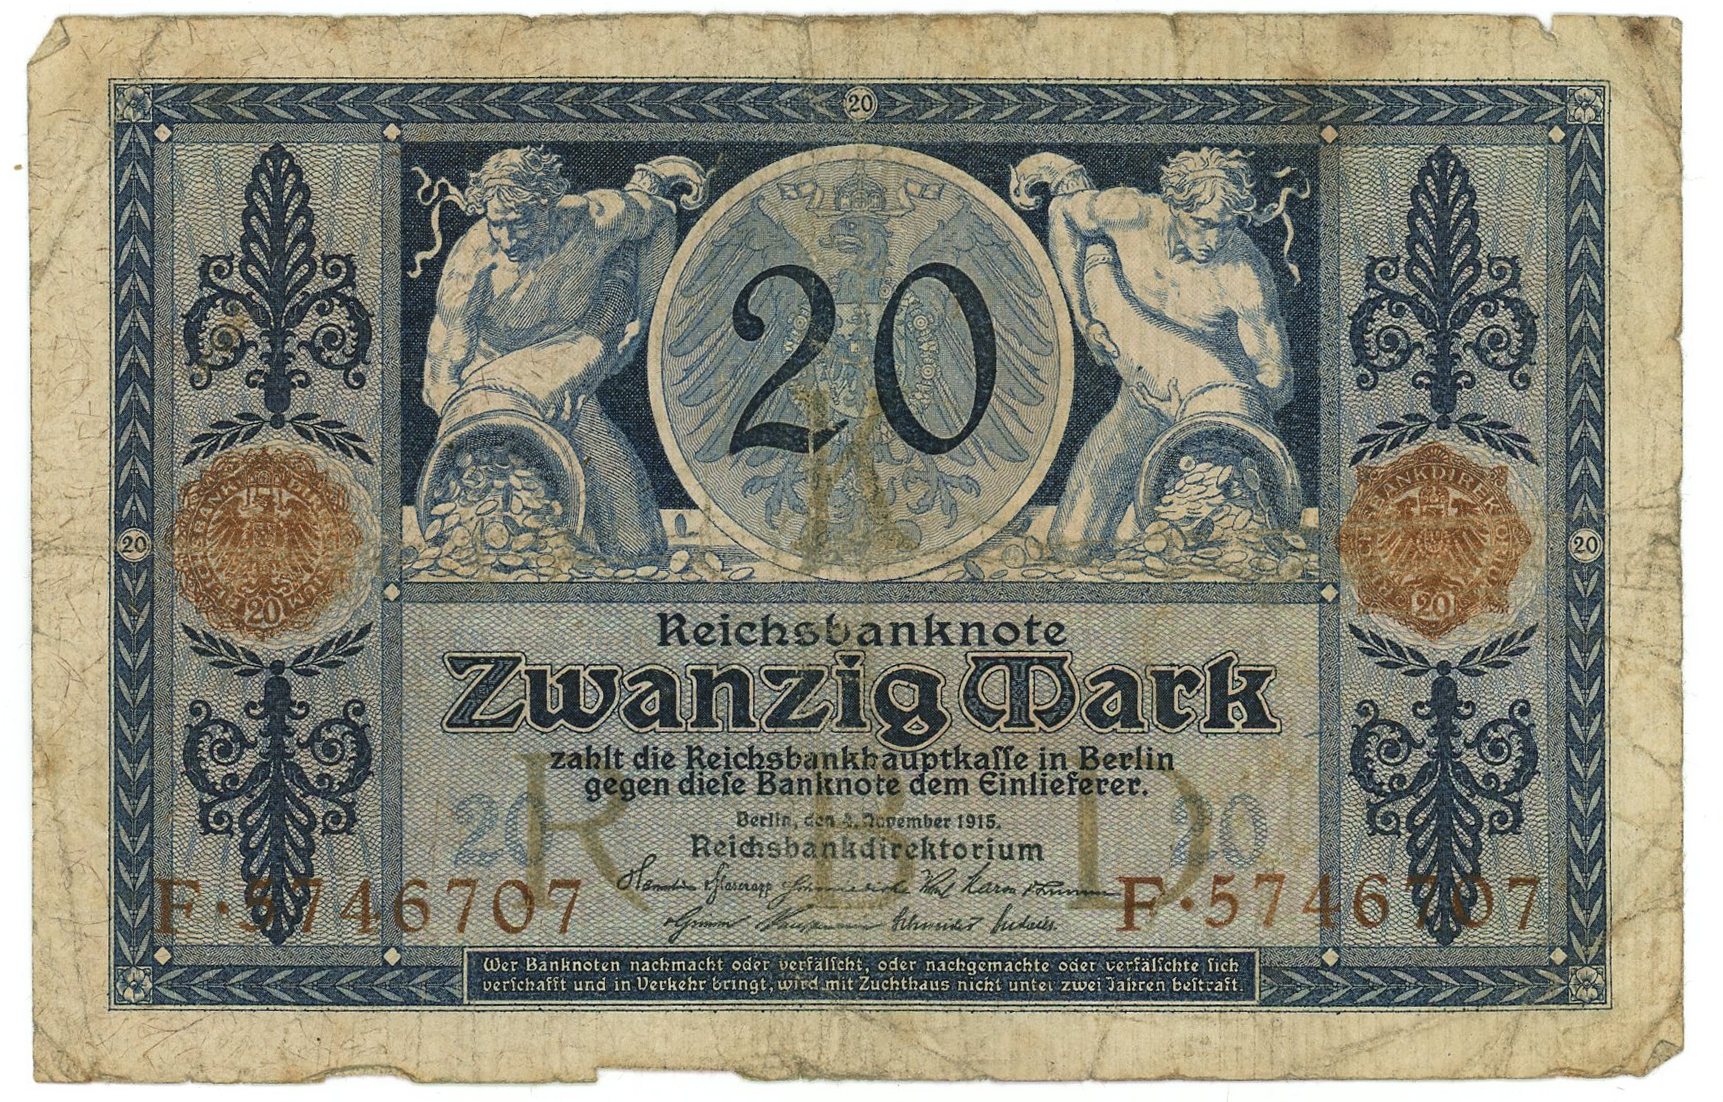 20
20
Reichsbanknote
Zwanzig Mark
zahlt die Reichsbankhauptkaſſe in Berlin
gegen dieſe Banknote dem Einlieferer.
Berlin, den 4. November 1915.
Reichsbankdirektorium
20 20
R B D
F·5746707 F·5746707
20 20
20 20
Wer Banknoten nachmacht oder verfälſcht, oder nachgemachte oder verfälſchte ſich
verſchafft und in Verkehr bringt, wird mit Zuchthaus nicht unter zwei Jahren beſtraft.